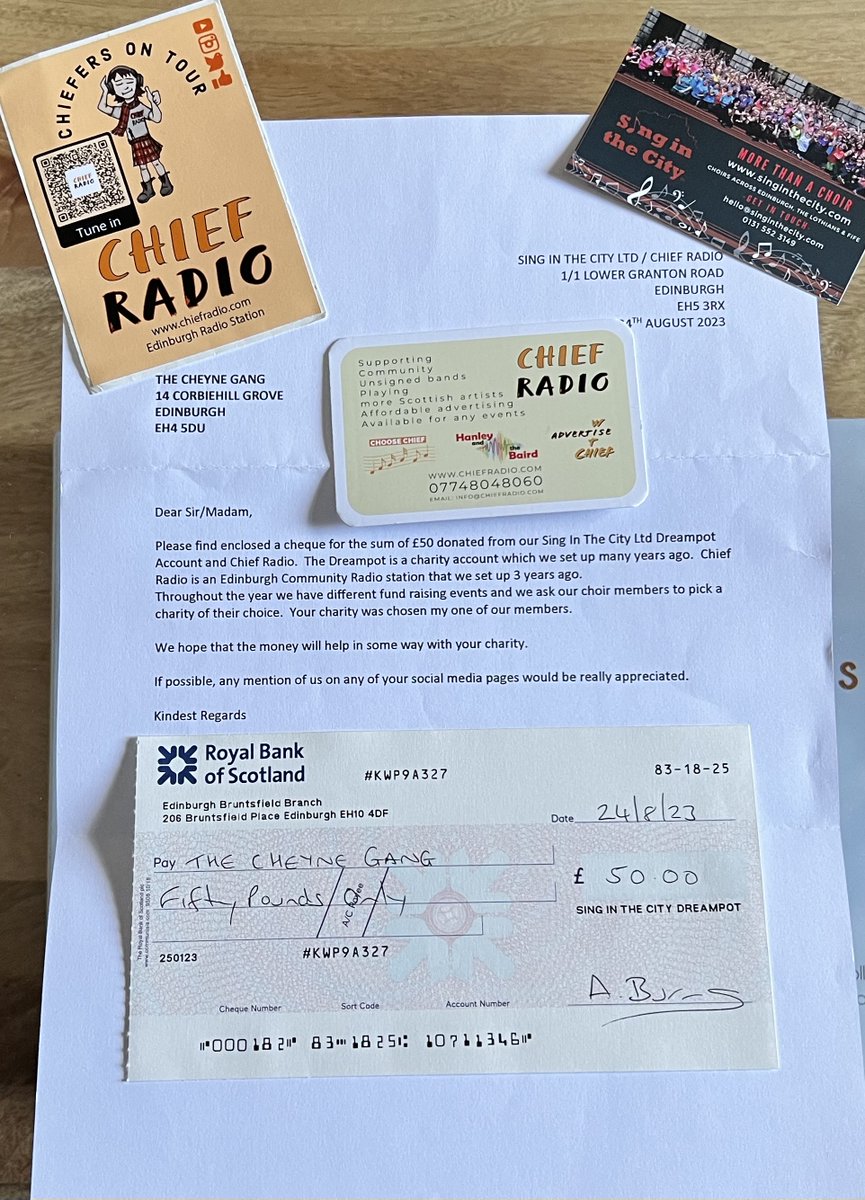 CHIEFERS ON TOUR
CHIEF RADIO
CHIEF
RADIO
Tune in
CHIEF
RADIO
www.chiefradio.com
Edinburgh Radio Station
Sing in
the City
MORE THAN A CHOIR
www.singinthecity.com
CHOIRS ACROSS EDINBURGH, THE LOTHIANS & FIFE
GET IN TOUCH
hello@singinthecity.com
0131 552 3149
SING IN THE CITY LTD / CHIEF RADIO
1/1 LOWER GRANTON ROAD
EDINBURGH
EH5 3RX
4TH AUGUST 2023
THE CHEYNE GANG
14 CORBIEHILL GROVE
EDINBURGH
EH4 5DU
Supporting
Community
Unsigned bands
Playing
more Scottish artists
Affordable advertising
Available for any events
CHIEF
RADIO
CHOOSE CHIEF
Hanley
and the
Baird
ADVERTISE
W
+
CHIEF
WWW.CHIEFRADIO.COM
07748048060
EMAIL: INFO@CHIEFRADIO.COM
Dear Sir/Madam,
Please find enclosed a cheque for the sum of £50 donated from our Sing In The City Ltd Dreampot
Account and Chief Radio. The Dreampot is a charity account which we set up many years ago. Chief
Radio is an Edinburgh Community Radio station that we set up 3 years ago.
Throughout the year we have different fund raising events and we ask our choir members to pick a
charity of their choice. Your charity was chosen my one of our members.
We hope that the money will help in some way with your charity.
If possible, any mention of us on any of your social media pages would be really appreciated.
Kindest Regards
S
Royal Bank
of Scotland
#KWP9A327
83-18-25
Edinburgh Bruntsfield Branch
206 Bruntsfield Place Edinburgh EH10 4DF
Date 24/8/23
Pay THE CHEYNE GANG
Fifty Pounds Only
A/C Payee
£ 50.00
SING IN THE CITY DREAMPOT
250123
#KWP9A327
A. Burns
Cheque Number Sort Code Account Number
000182 83 1825 10711346